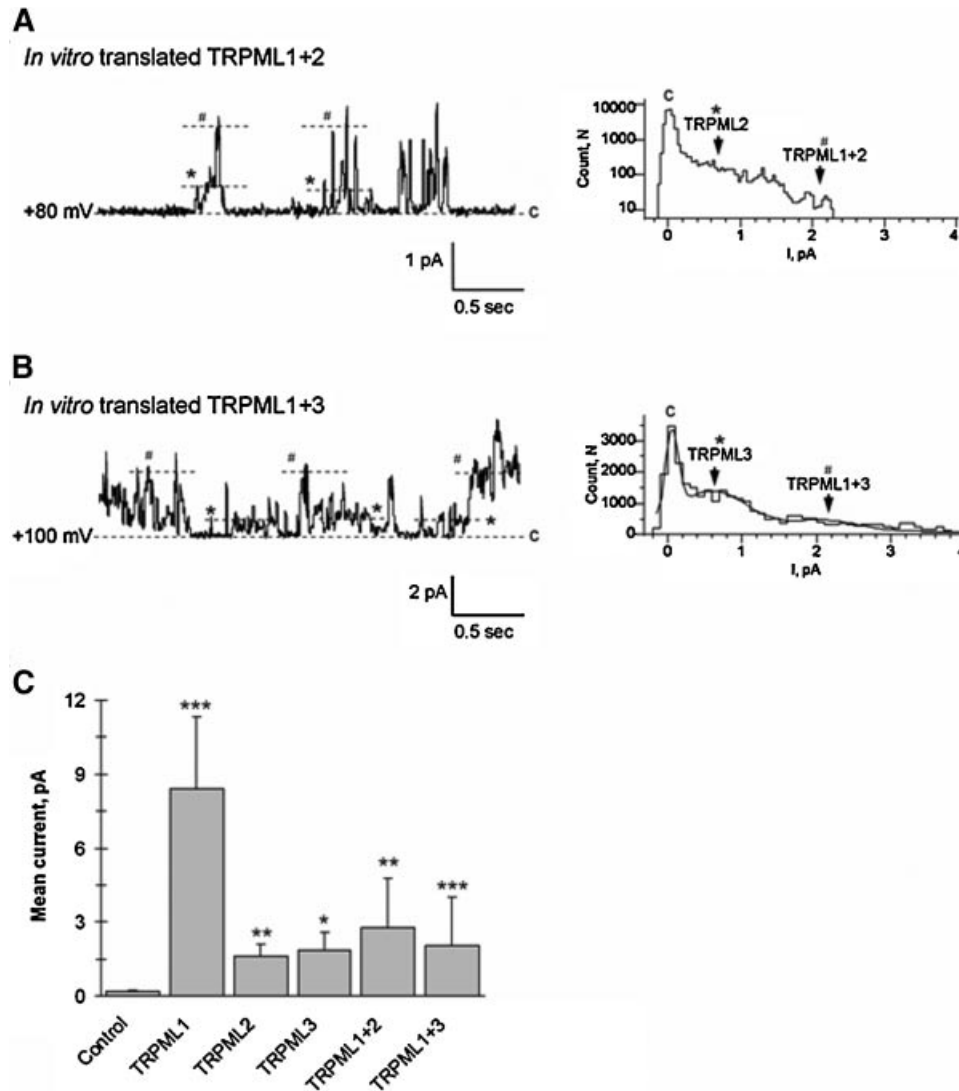 A
In vitro translated TRPML1+2
# #
* *
+80 mV
c
1 pA
0.5 sec
Count, N
10000
1000
100
10
C
*
TRPML2
#
TRPML1+2
0 1 2 3 4
I, pA
B
In vitro translated TRPML1+3
# # #
* * *
+100 mV
c
2 pA
0.5 sec
Count, N
3000
2000
1000
0
C
*
TRPML3
#
TRPML1+3
0 1 2 3 4
I, pA
C
Mean current, pA
12
9
6
3
0
***
**
*
**
***
Control
TRPML1
TRPML2
TRPML3
TRPML1+2
TRPML1+3